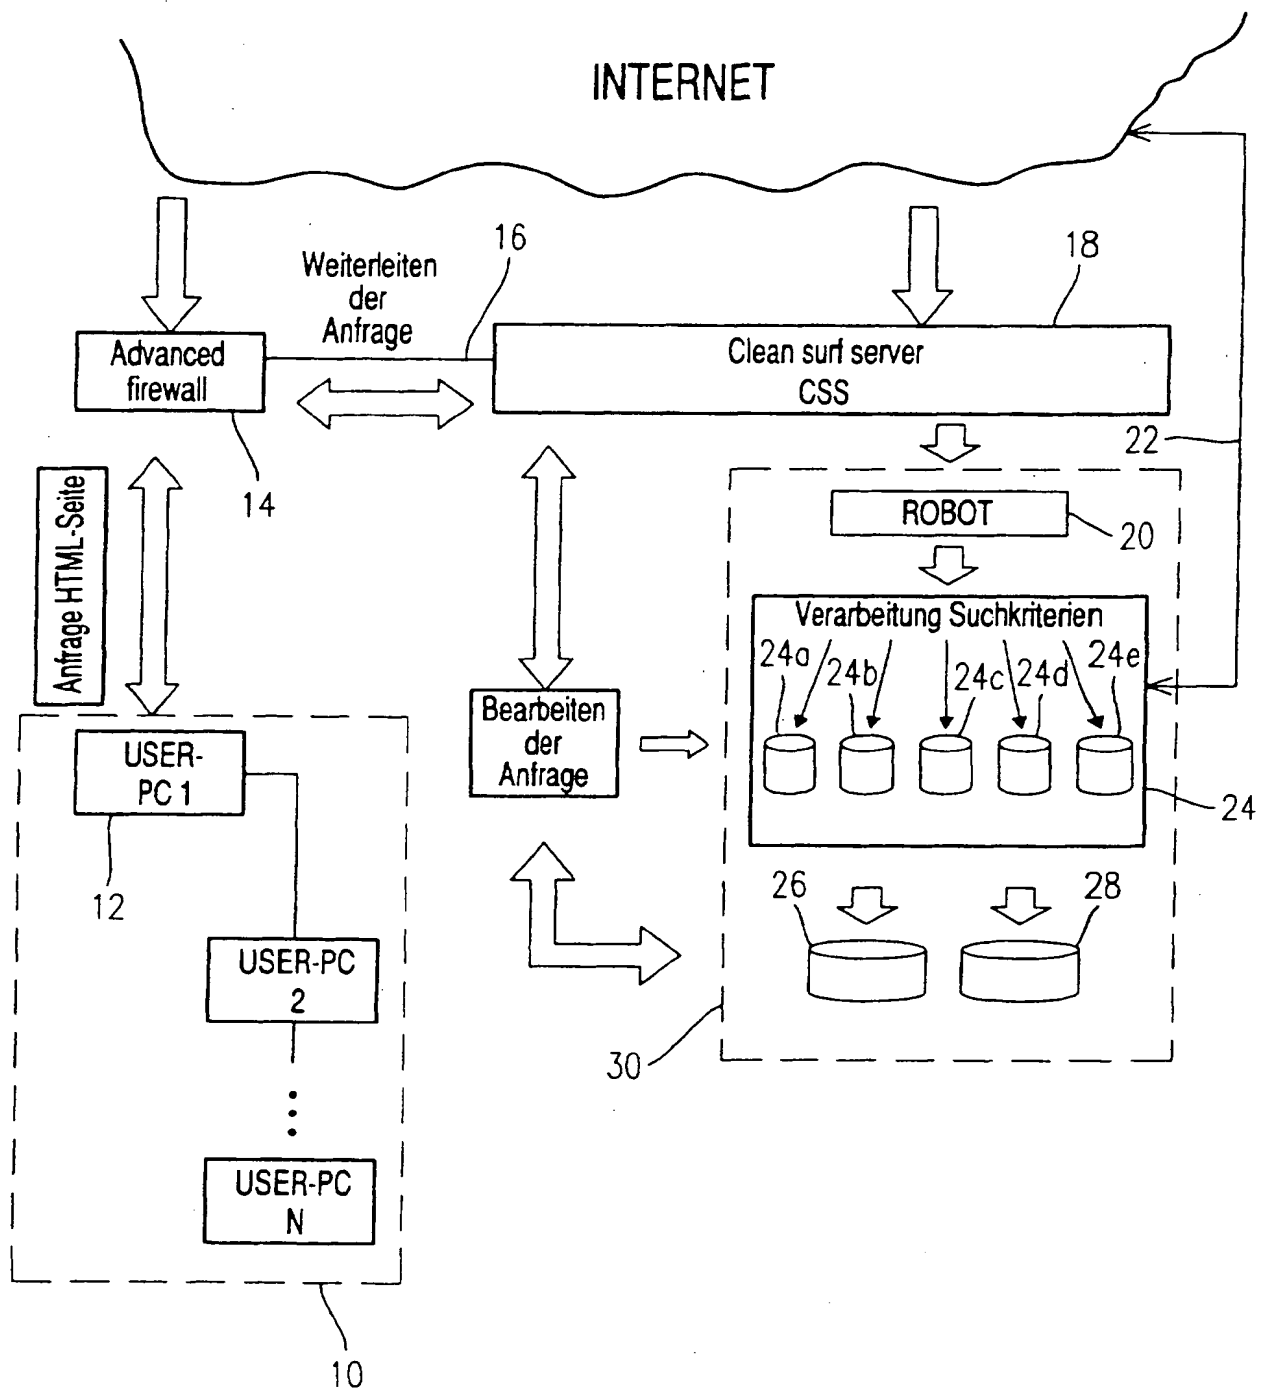 INTERNET
16
18
Weiterleiten
der
Anfrage
Advanced
firewall
Clean surf server
CSS
22
14
Anfrage HTML-Seite
ROBOT
20
Verarbeitung Suchkriterien
24a
24b
24c
24d
24e
Bearbeiten
der
Anfrage
USER-
PC 1
24
12
26
28
USER-PC
2
30
USER-PC
N
10